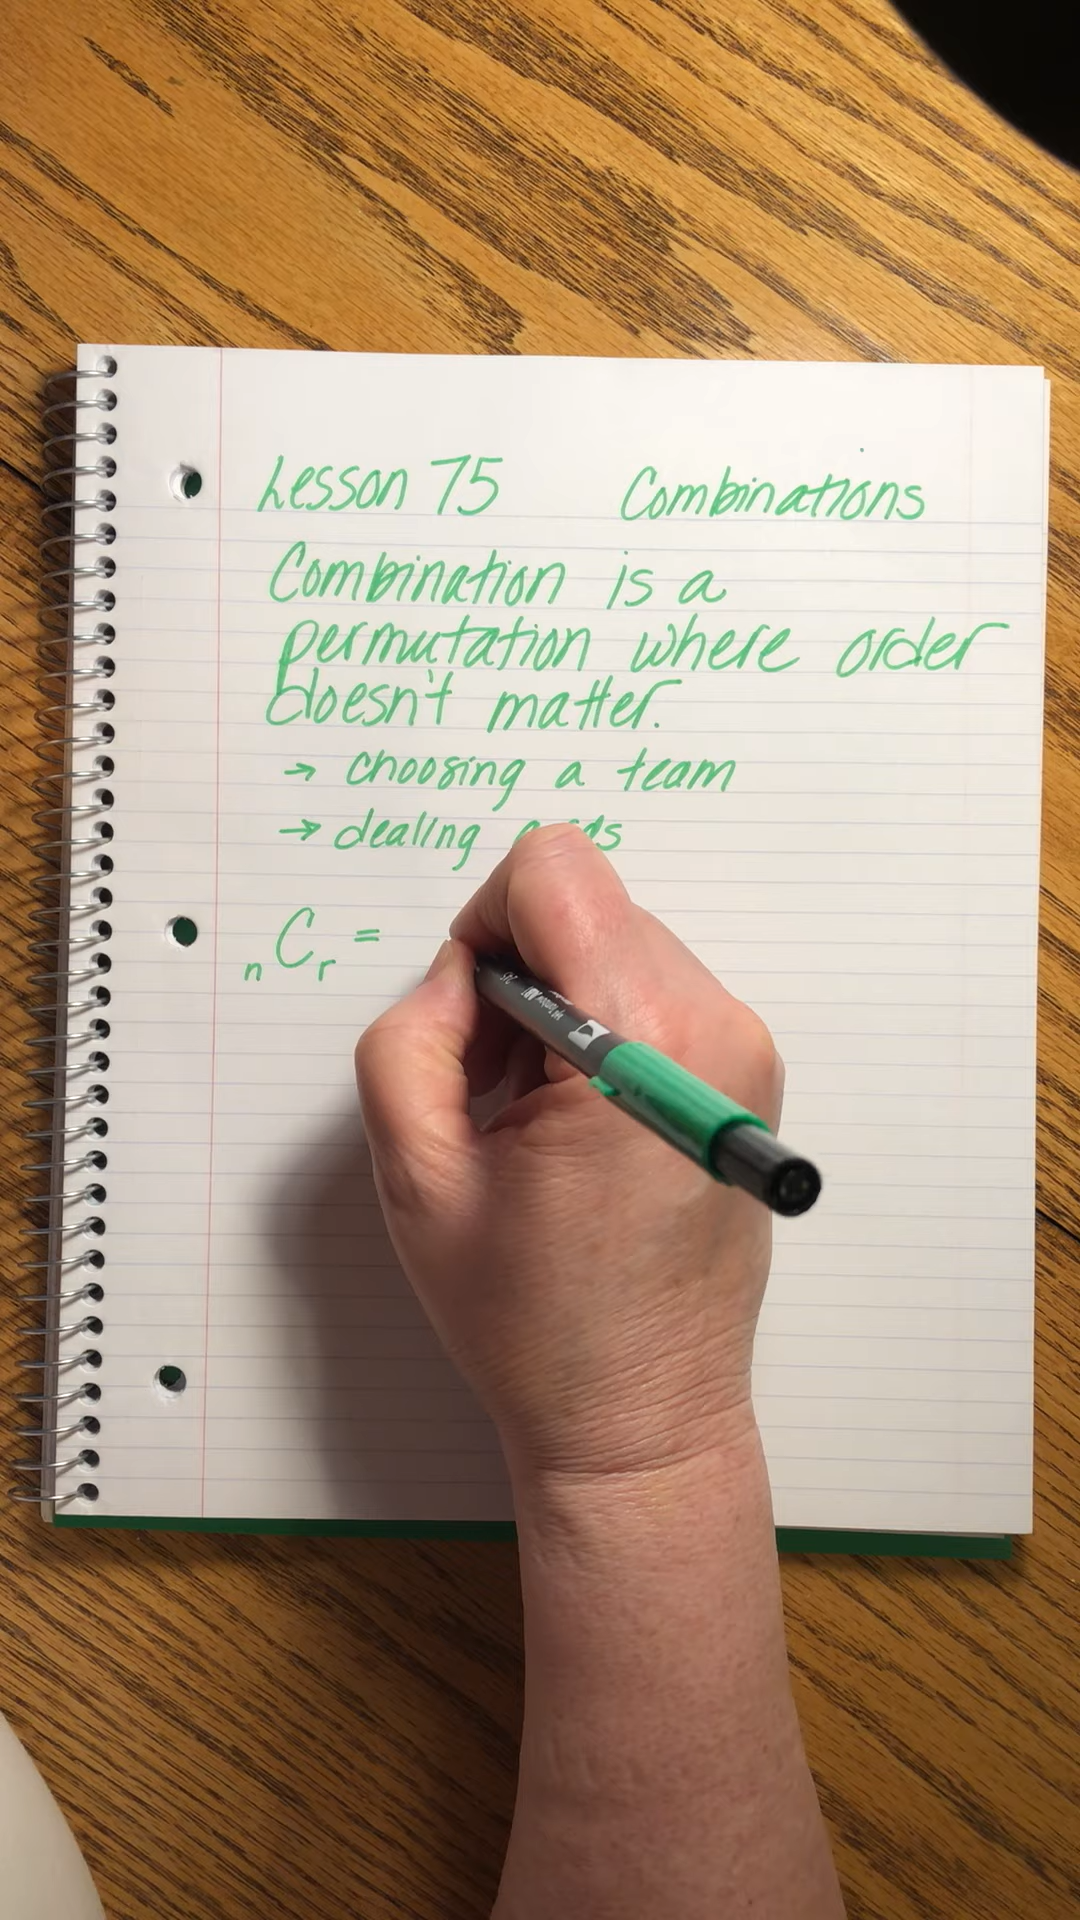 Lesson 75 Combinations
Combination is a
permutation where order
doesn't matter.
→ choosing a team
→ dealing
nCr =